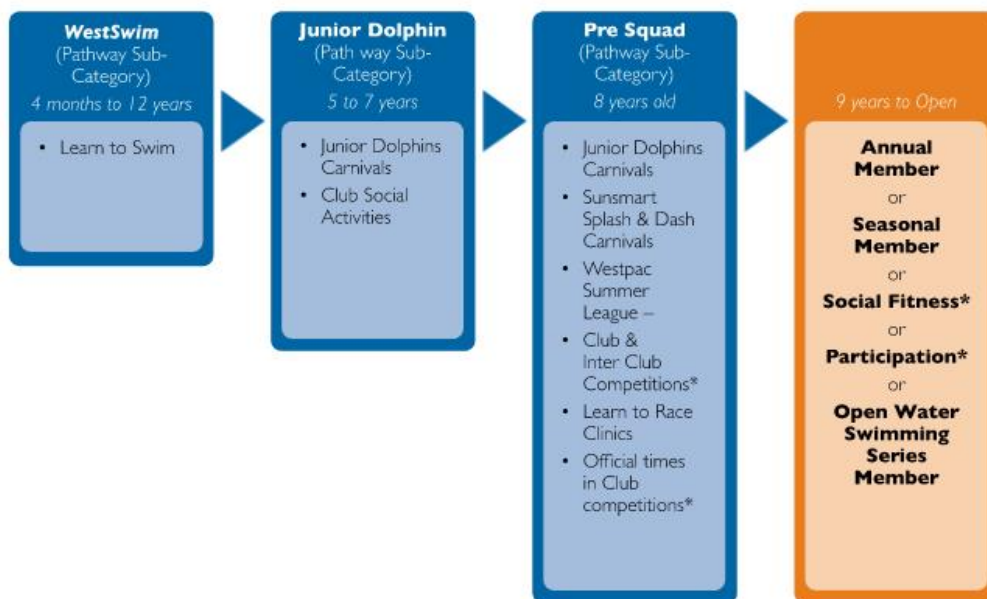 WestSwim
(Pathway Sub-
Category)
4 months to 12 years
• Learn to Swim
Junior Dolphin
(Path way Sub-
Category)
5 to 7 years
• Junior Dolphins
Carnivals
• Club Social
Activities
Pre Squad
(Pathway Sub-
Category)
8 years old
• Junior Dolphins
Carnivals
• Sunsmart
Splash & Dash
Carnivals
• Westpac
Summer
League –
• Club &
Inter Club
Competitions*
• Learn to Race
Clinics
• Official times
in Club
competitions*
9 years to Open
Annual
Member
or
Seasonal
Member
or
Social Fitness*
or
Participation*
or
Open Water
Swimming
Series
Member